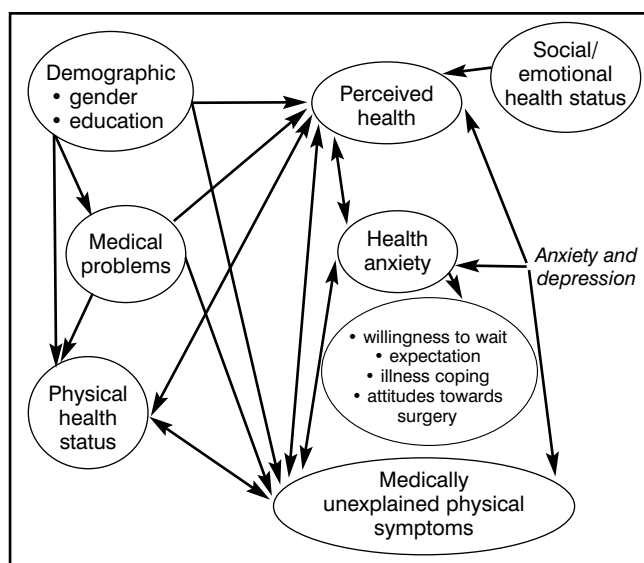 Demographic
• gender
• education
Social/
emotional
health status
Perceived
health
Medical
problems
Health
anxiety
Anxiety and
depression
• willingness to wait
• expectation
• illness coping
• attitudes towards
surgery
Physical
health
status
Medically
unexplained physical
symptoms